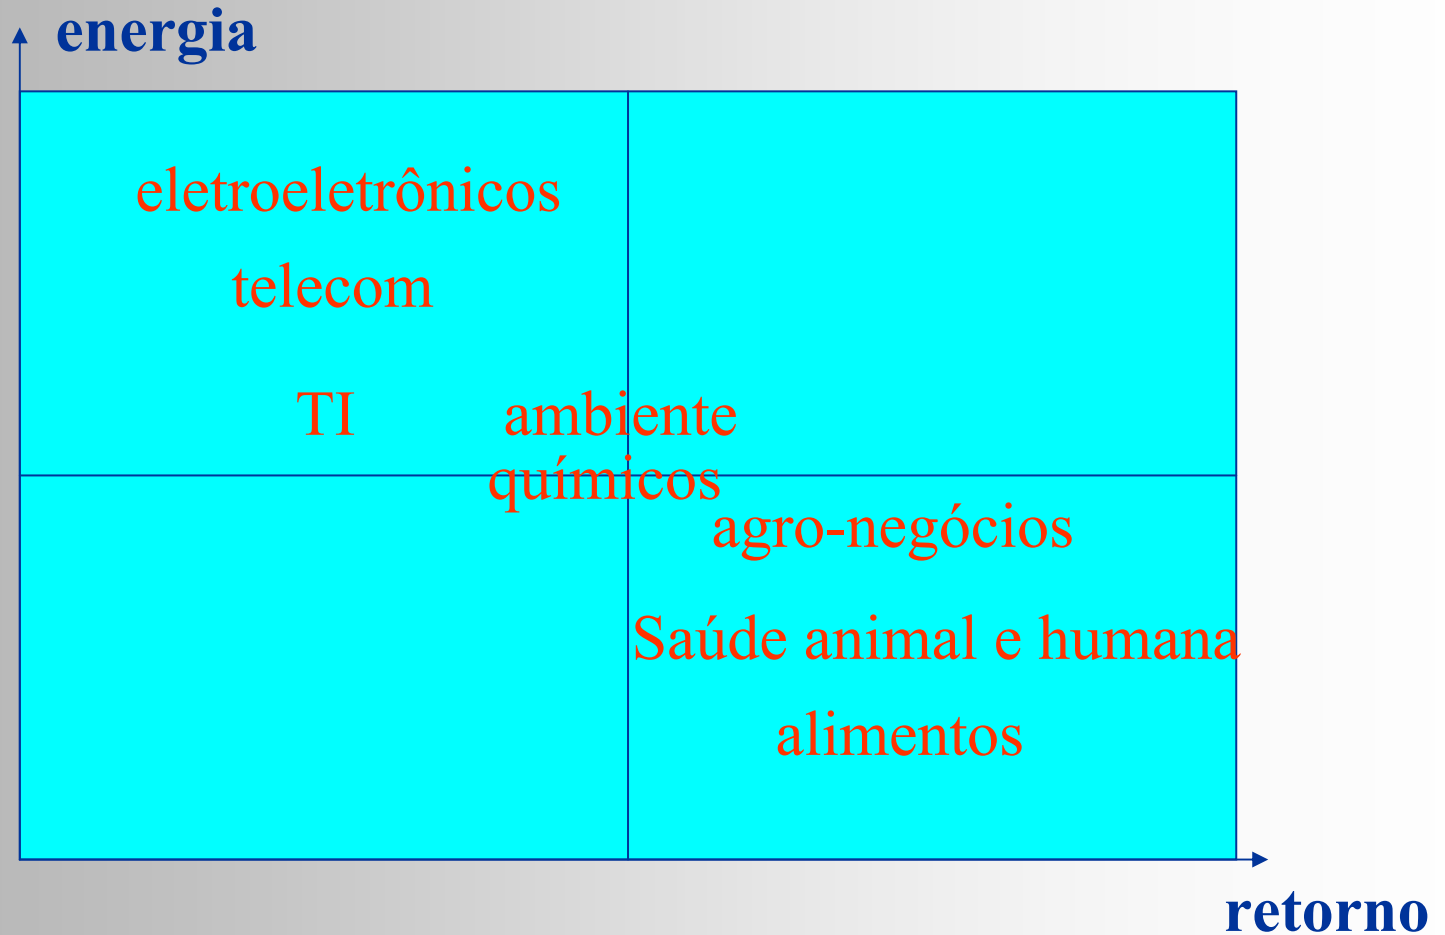 energia
eletroeletrônicos
telecom
TI ambiente
químicos
agro-negócios
Saúde animal e humana
alimentos
retorno